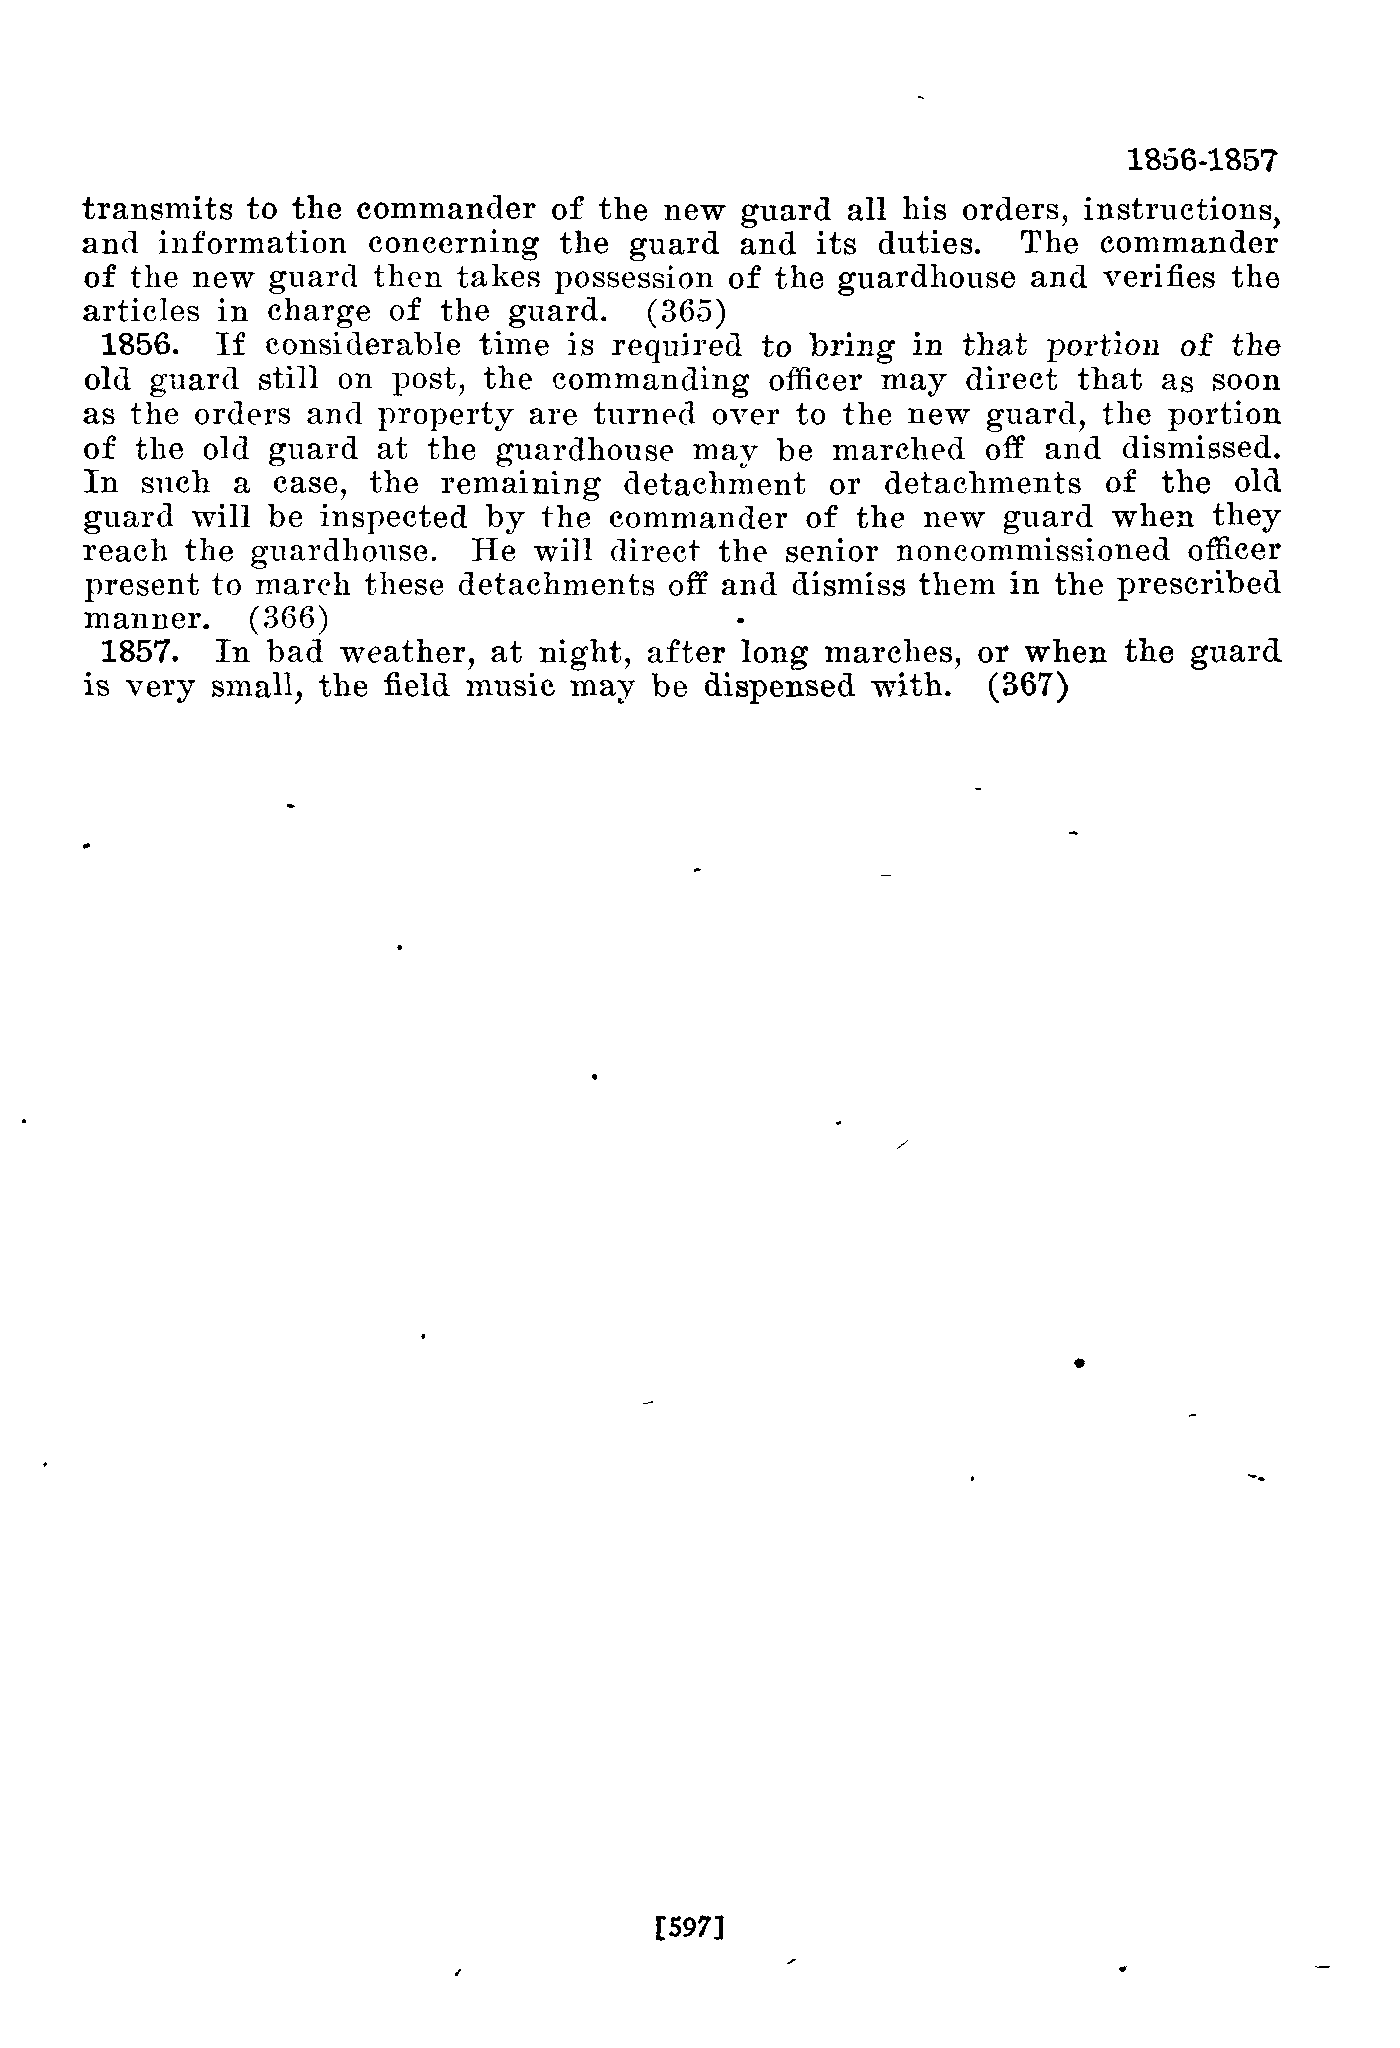 1856-1857
transmits to the commander of the new guard all his orders, instructions,
and information concerning the guard and its duties. The commander
of the new guard then takes possession of the guardhouse and verifies the
articles in charge of the guard. (365)
1856. If considerable time is required to bring in that portion of the
old guard still on post, the commanding officer may direct that as soon
as the orders and property are turned over to the new guard, the portion
of the old guard at the guardhouse may be marched off and dismissed.
In such a case, the remaining detachment or detachments of the old
guard will be inspected by the commander of the new guard when they
reach the guardhouse. He will direct the senior noncommissioned officer
present to march these detachments off and dismiss them in the prescribed
manner. (366)
1857. In bad weather, at night, after long marches, or when the guard
is very small, the field music may be dispensed with. (367)
[597]